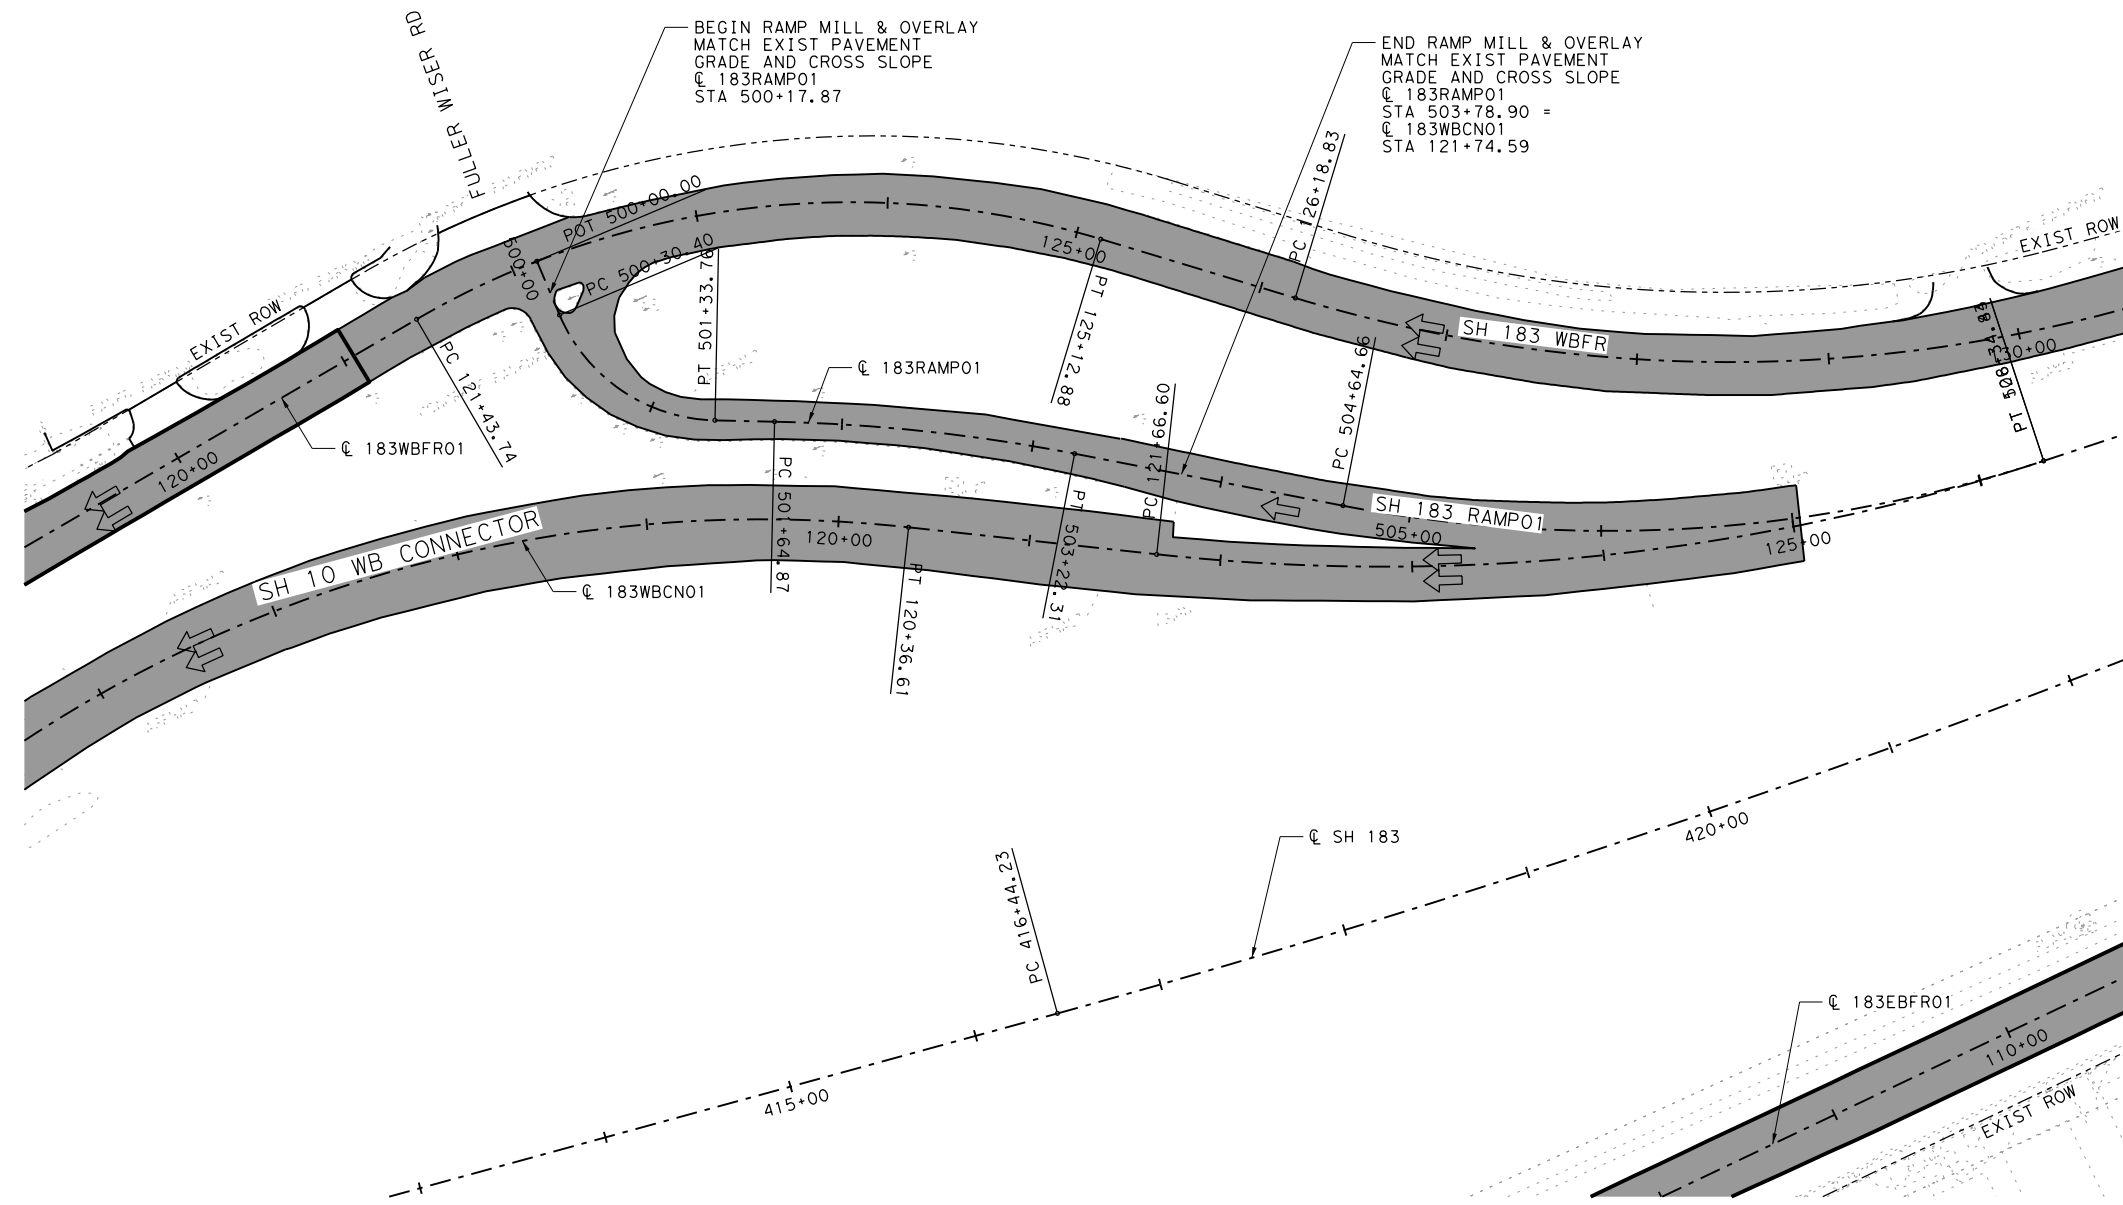 FULLER WISER RD
BEGIN RAMP MILL & OVERLAY
MATCH EXIST PAVEMENT
GRADE AND CROSS SLOPE
℄ 183RAMP01
STA 500+17.87
END RAMP MILL & OVERLAY
MATCH EXIST PAVEMENT
GRADE AND CROSS SLOPE
℄ 183RAMP01
STA 503+78.90 =
℄ 183WBCN01
STA 121+74.59
POT 500+00.00
500+00
PC 500+30.40
PT 501+33.76
125+00
PT 125+12.88
PC 126+18.83
EXIST ROW
EXIST ROW
SH 183 WBFR
130+00
PC 121+43.74
℄ 183RAMP01
PC 504+64.66
PC 121+66.60
℄ 183WBFR01
120+00
PC 501+64.87
SH 183 RAMP01
505+00
125+00
SH 10 WB CONNECTOR
120+00
PT 503+22.31
℄ 183WBCN01
PT 120+36.61
℄ SH 183
420+00
PC 416+44.23
415+00
℄ 183EBFR01
110+00
EXIST ROW